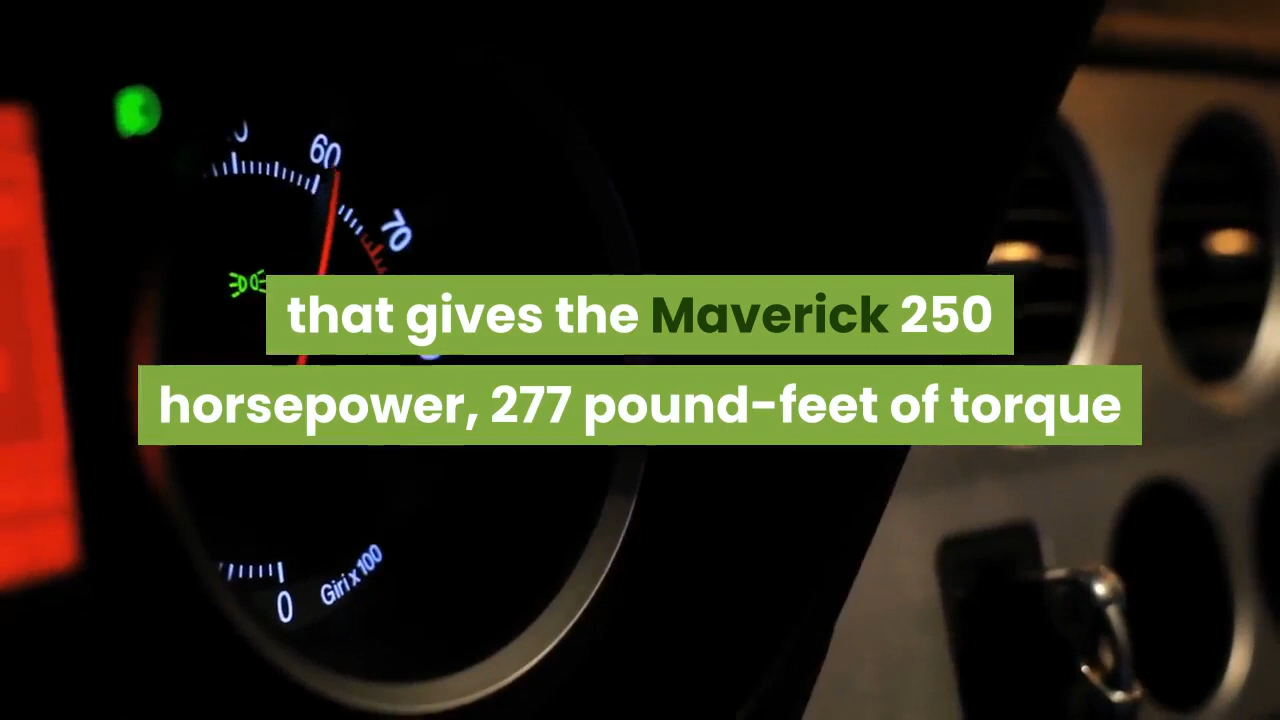 60
70
that gives the Maverick 250
horsepower, 277 pound-feet of torque
0
Giri x 100